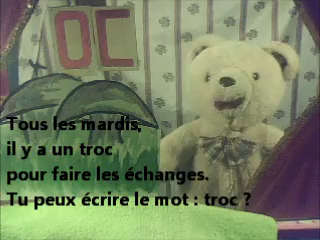 OC
Tous les mardis,
il y a un troc
pour faire les échanges.
Tu peux écrire le mot : troc ?